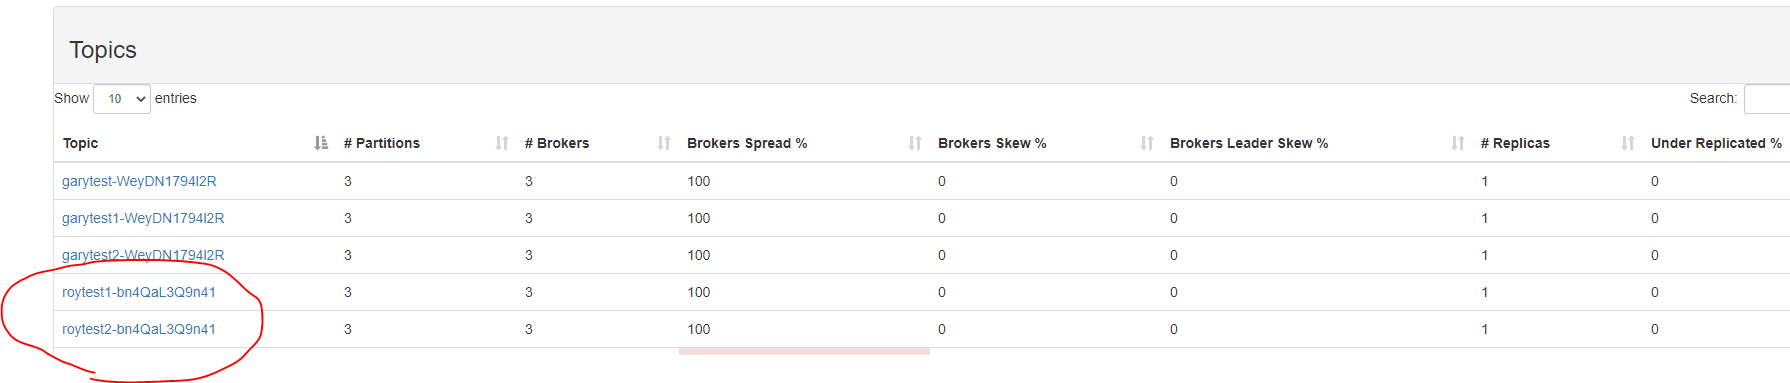 Topics
Show 10 entries Search:
Topic # Partitions # Brokers Brokers Spread % Brokers Skew % Brokers Leader Skew % # Replicas Under Replicated %
garytest-WeyDN1794I2R 3 3 100 0 0 1 0
garytest1-WeyDN1794I2R 3 3 100 0 0 1 0
garytest2-WeyDN1794I2R 3 3 100 0 0 1 0
roytest1-bn4QaL3Q9n41 3 3 100 0 0 1 0
roytest2-bn4QaL3Q9n41 3 3 100 0 0 1 0